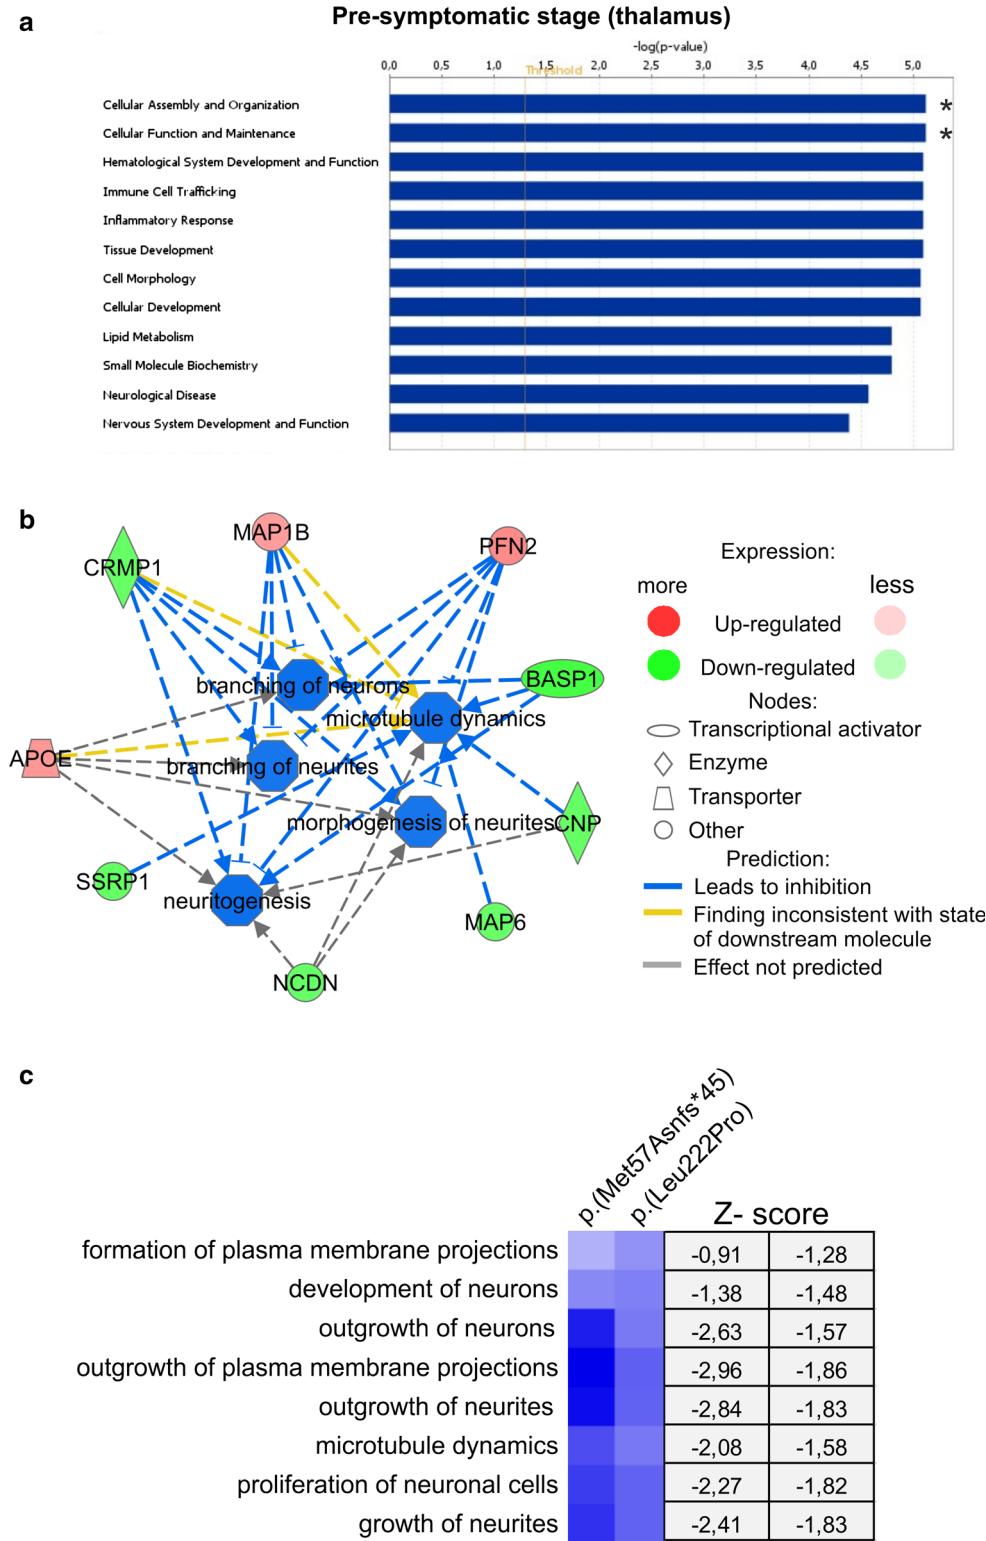 a
Pre-symptomatic stage (thalamus)
-log(p-value)
0,0 0,5 1,0 1,5 2,0 2,5 3,0 3,5 4,0 4,5 5,0
Threshold
Cellular Assembly and Organization *
Cellular Function and Maintenance *
Hematological System Development and Function
Immune Cell Trafficking
Inflammatory Response
Tissue Development
Cell Morphology
Cellular Development
Lipid Metabolism
Small Molecule Biochemistry
Neurological Disease
Nervous System Development and Function
b
MAP1B
PFN2
CRMP1
BASP1
branching of neurons
microtubule dynamics
APOE
branching of neurites
morphogenesis of neurites
CNP
SSRP1
neuritogenesis
MAP6
NCDN
Expression:
more less
Up-regulated
Down-regulated
Nodes:
Transcriptional activator
Enzyme
Transporter
Other
Prediction:
Leads to inhibition
Finding inconsistent with state
of downstream molecule
Effect not predicted
c
p.(Met57Asnfs*45)
p.(Leu222Pro)
Z- score
formation of plasma membrane projections -0,91 -1,28
development of neurons -1,38 -1,48
outgrowth of neurons -2,63 -1,57
outgrowth of plasma membrane projections -2,96 -1,86
outgrowth of neurites -2,84 -1,83
microtubule dynamics -2,08 -1,58
proliferation of neuronal cells -2,27 -1,82
growth of neurites -2,41 -1,83